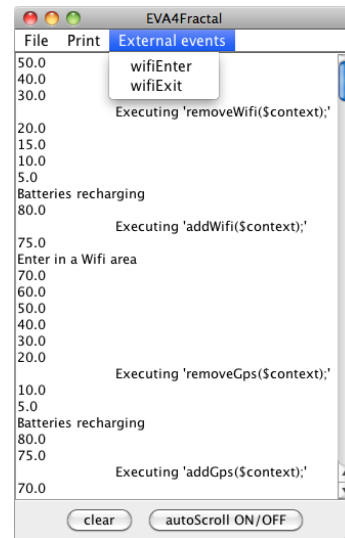 EVA4Fractal
File Print External events
wifiEnter
wifiExit
50.0
40.0
30.0
Executing 'removeWifi($context);'
20.0
15.0
10.0
5.0
Batteries recharging
80.0
Executing 'addWifi($context);'
75.0
Enter in a Wifi area
70.0
60.0
50.0
40.0
30.0
20.0
Executing 'removeGps($context);'
10.0
5.0
Batteries recharging
80.0
75.0
Executing 'addGps($context);'
70.0
clear autoScroll ON/OFF